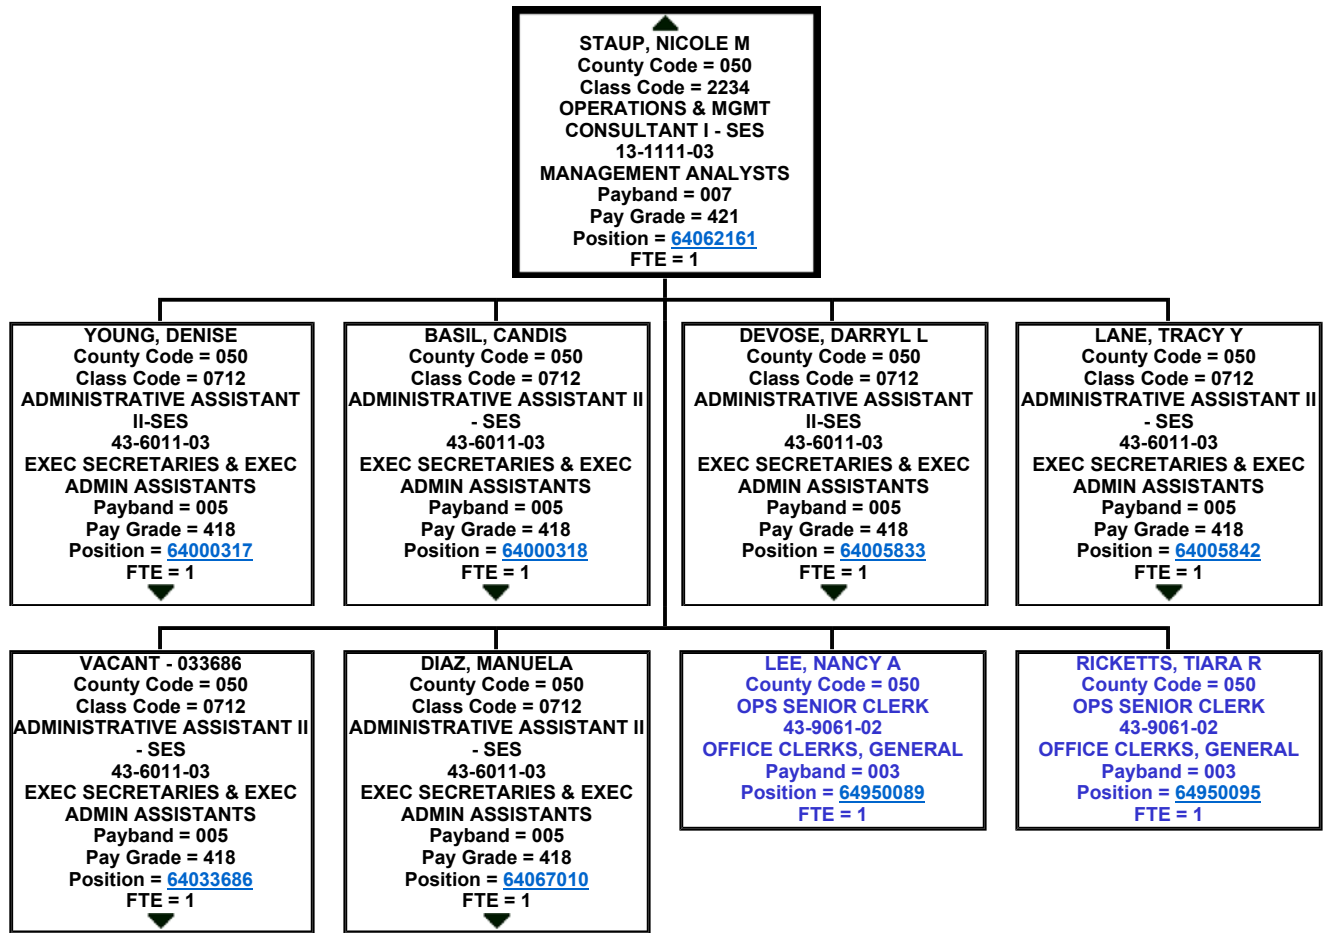 STAUP, NICOLE M
County Code = 050
Class Code = 2234
OPERATIONS & MGMT
CONSULTANT I - SES
13-1111-03
MANAGEMENT ANALYSTS
Payband = 007
Pay Grade = 421
Position = 64062161
FTE = 1
YOUNG, DENISE
County Code = 050
Class Code = 0712
ADMINISTRATIVE ASSISTANT
II-SES
43-6011-03
EXEC SECRETARIES & EXEC
ADMIN ASSISTANTS
Payband = 005
Pay Grade = 418
Position = 64000317
FTE = 1
BASIL, CANDIS
County Code = 050
Class Code = 0712
ADMINISTRATIVE ASSISTANT II
- SES
43-6011-03
EXEC SECRETARIES & EXEC
ADMIN ASSISTANTS
Payband = 005
Pay Grade = 418
Position = 64000318
FTE = 1
DEVOSE, DARRYL L
County Code = 050
Class Code = 0712
ADMINISTRATIVE ASSISTANT
II-SES
43-6011-03
EXEC SECRETARIES & EXEC
ADMIN ASSISTANTS
Payband = 005
Pay Grade = 418
Position = 64005833
FTE = 1
LANE, TRACY Y
County Code = 050
Class Code = 0712
ADMINISTRATIVE ASSISTANT II
- SES
43-6011-03
EXEC SECRETARIES & EXEC
ADMIN ASSISTANTS
Payband = 005
Pay Grade = 418
Position = 64005842
FTE = 1
VACANT - 033686
County Code = 050
Class Code = 0712
ADMINISTRATIVE ASSISTANT II
- SES
43-6011-03
EXEC SECRETARIES & EXEC
ADMIN ASSISTANTS
Payband = 005
Pay Grade = 418
Position = 64033686
FTE = 1
DIAZ, MANUELA
County Code = 050
Class Code = 0712
ADMINISTRATIVE ASSISTANT II
- SES
43-6011-03
EXEC SECRETARIES & EXEC
ADMIN ASSISTANTS
Payband = 005
Pay Grade = 418
Position = 64067010
FTE = 1
LEE, NANCY A
County Code = 050
OPS SENIOR CLERK
43-9061-02
OFFICE CLERKS, GENERAL
Payband = 003
Position = 64950089
FTE = 1
RICKETTS, TIARA R
County Code = 050
OPS SENIOR CLERK
43-9061-02
OFFICE CLERKS, GENERAL
Payband = 003
Position = 64950095
FTE = 1